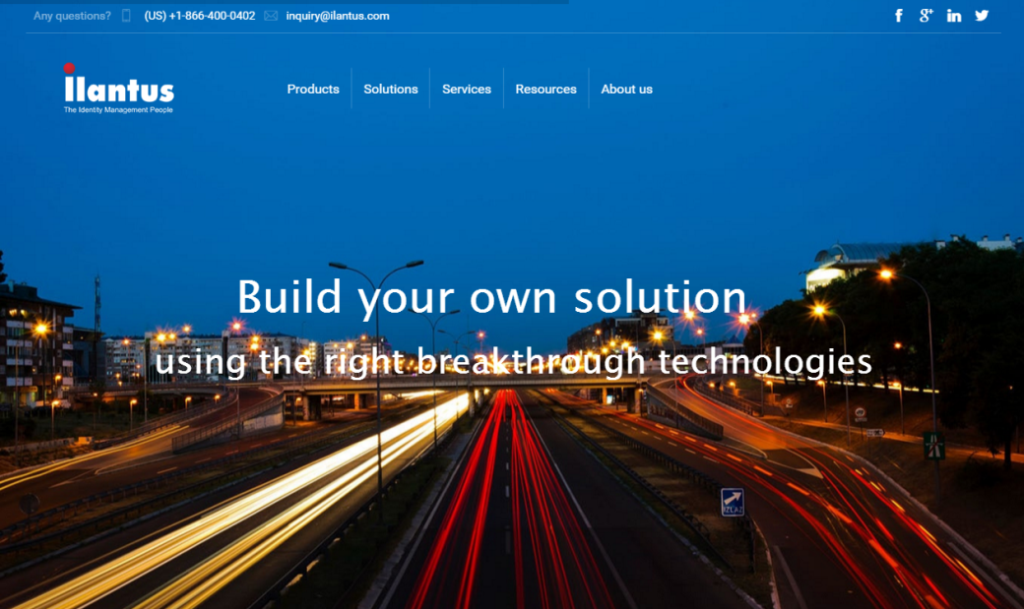 Any questions? (US) +1-866-400-0402 inquiry@ilantus.com
ilantus
The Identity Management People
Products Solutions Services Resources About us
Build your own solution
using the right breakthrough technologies
IZLAZ